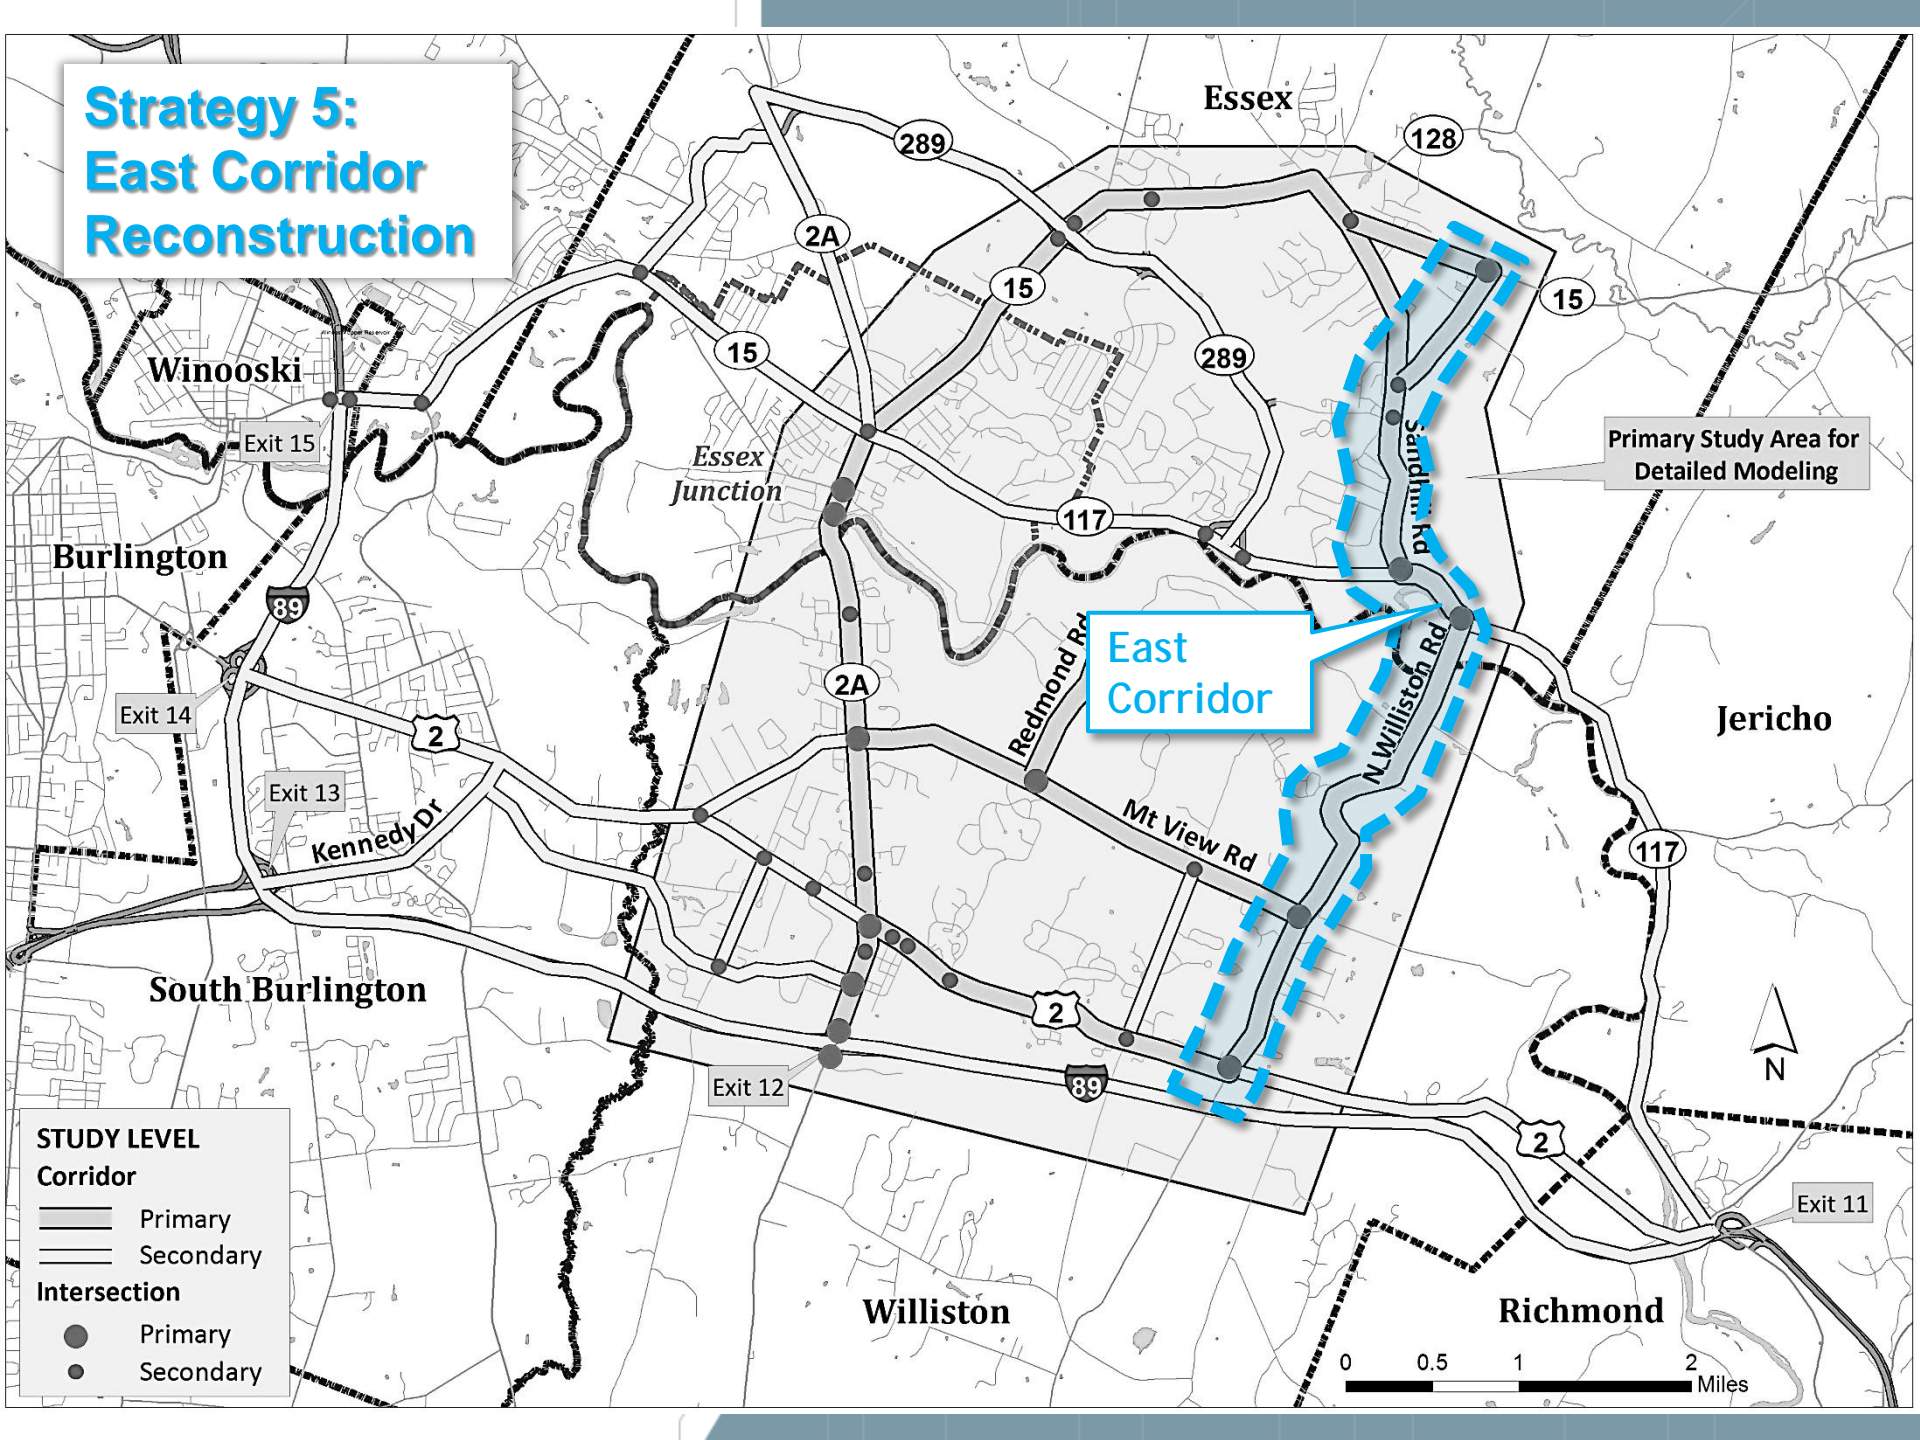 Strategy 5:
East Corridor
Reconstruction
Essex
128
289
2A
15
15
15
289
Winooski
Exit 15
Essex
Junction
Sandhill Rd
Primary Study Area for
Detailed Modeling
117
Burlington
89
East
Corridor
Redmond Rd
N Williston Rd
2A
Exit 14
2
Jericho
Exit 13
Kennedy Dr
Mt View Rd
117
South Burlington
2
N
Exit 12
89
2
STUDY LEVEL
Corridor
Primary
Secondary
Intersection
Primary
Secondary
Exit 11
Williston
Richmond
0 0.5 1 2
Miles